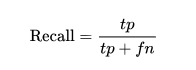 Recall = tp / (tp + fn)